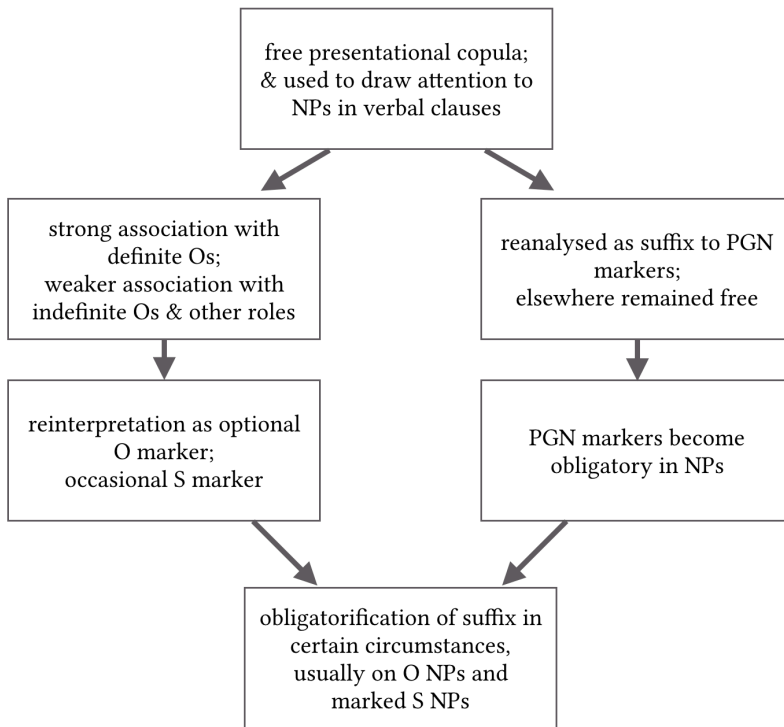 free presentational copula;
& used to draw attention to
NPs in verbal clauses
strong association with
definite Os;
weaker association with
indefinite Os & other roles
reanalysed as suffix to PGN
markers;
elsewhere remained free
reinterpretation as optional
O marker;
occasional S marker
PGN markers become
obligatory in NPs
obligatorification of suffix in
certain circumstances,
usually on O NPs and
marked S NPs